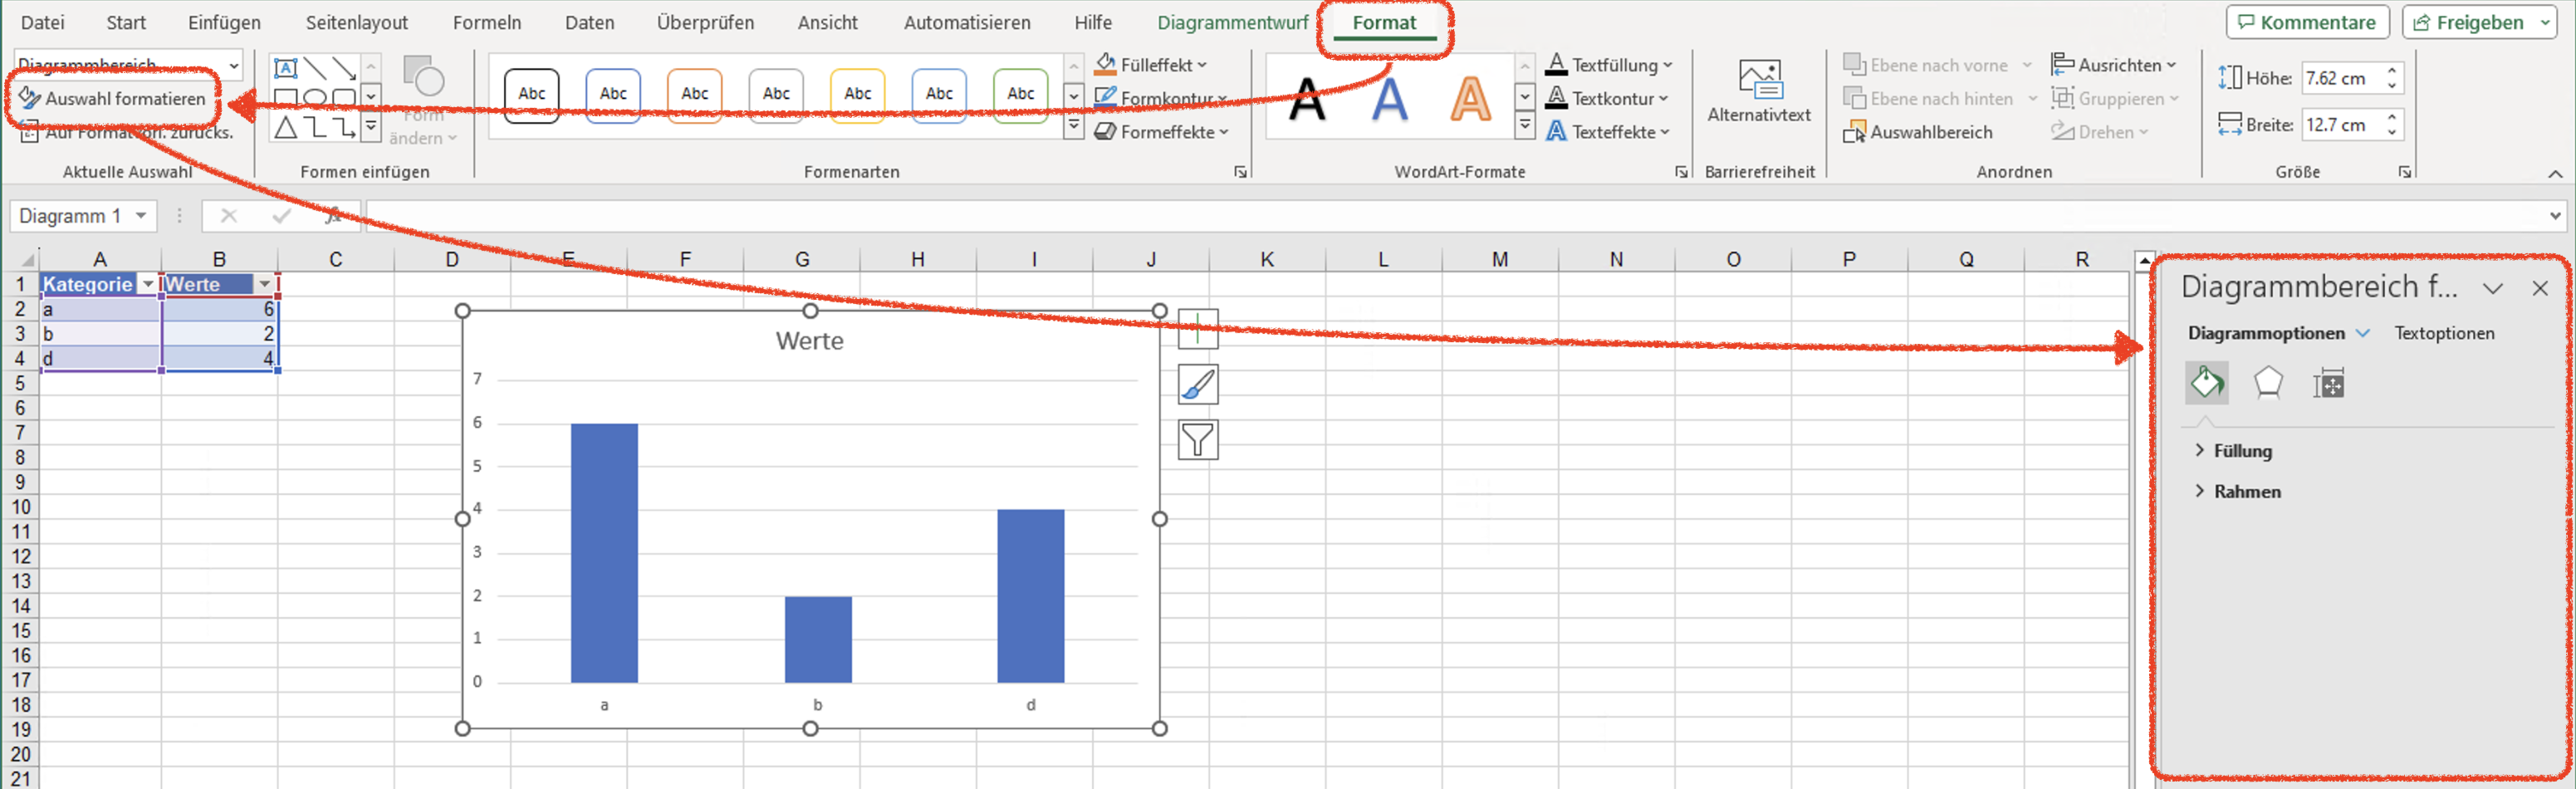 Datei Start Einfügen Seitenlayout Formeln Daten Überprüfen Ansicht Automatisieren Hilfe Diagrammentwurf Format Kommentare Freigeben
Diagrammbereich
Auswahl formatieren
Auf Formatvorl. zurücks.
Aktuelle Auswahl
Form
ändern
Formen einfügen
Abc Abc Abc Abc Abc Abc Abc
Fülleffekt
Formkontur
Formeffekte
Formenarten
A A A
Textfüllung
Textkontur
Texteffekte
WordArt-Formate
Alternativtext
Barrierefreiheit
Ebene nach vorne
Ebene nach hinten
Auswahlbereich
Ausrichten
Gruppieren
Drehen
Anordnen
Höhe: 7.62 cm
Breite: 12.7 cm
Größe
Diagramm 1 fx
A B C D E F G H I J K L M N O P Q R
1 Kategorie Werte
2 a 6
3 b 2
4 d 4
5
6
7
8
9
10
11
12
13
14
15
16
17
18
19
20
21
Werte
7
6
5
4
3
2
1
0
a b d
Diagrammbereich f...
Diagrammoptionen Textoptionen
Füllung
Rahmen